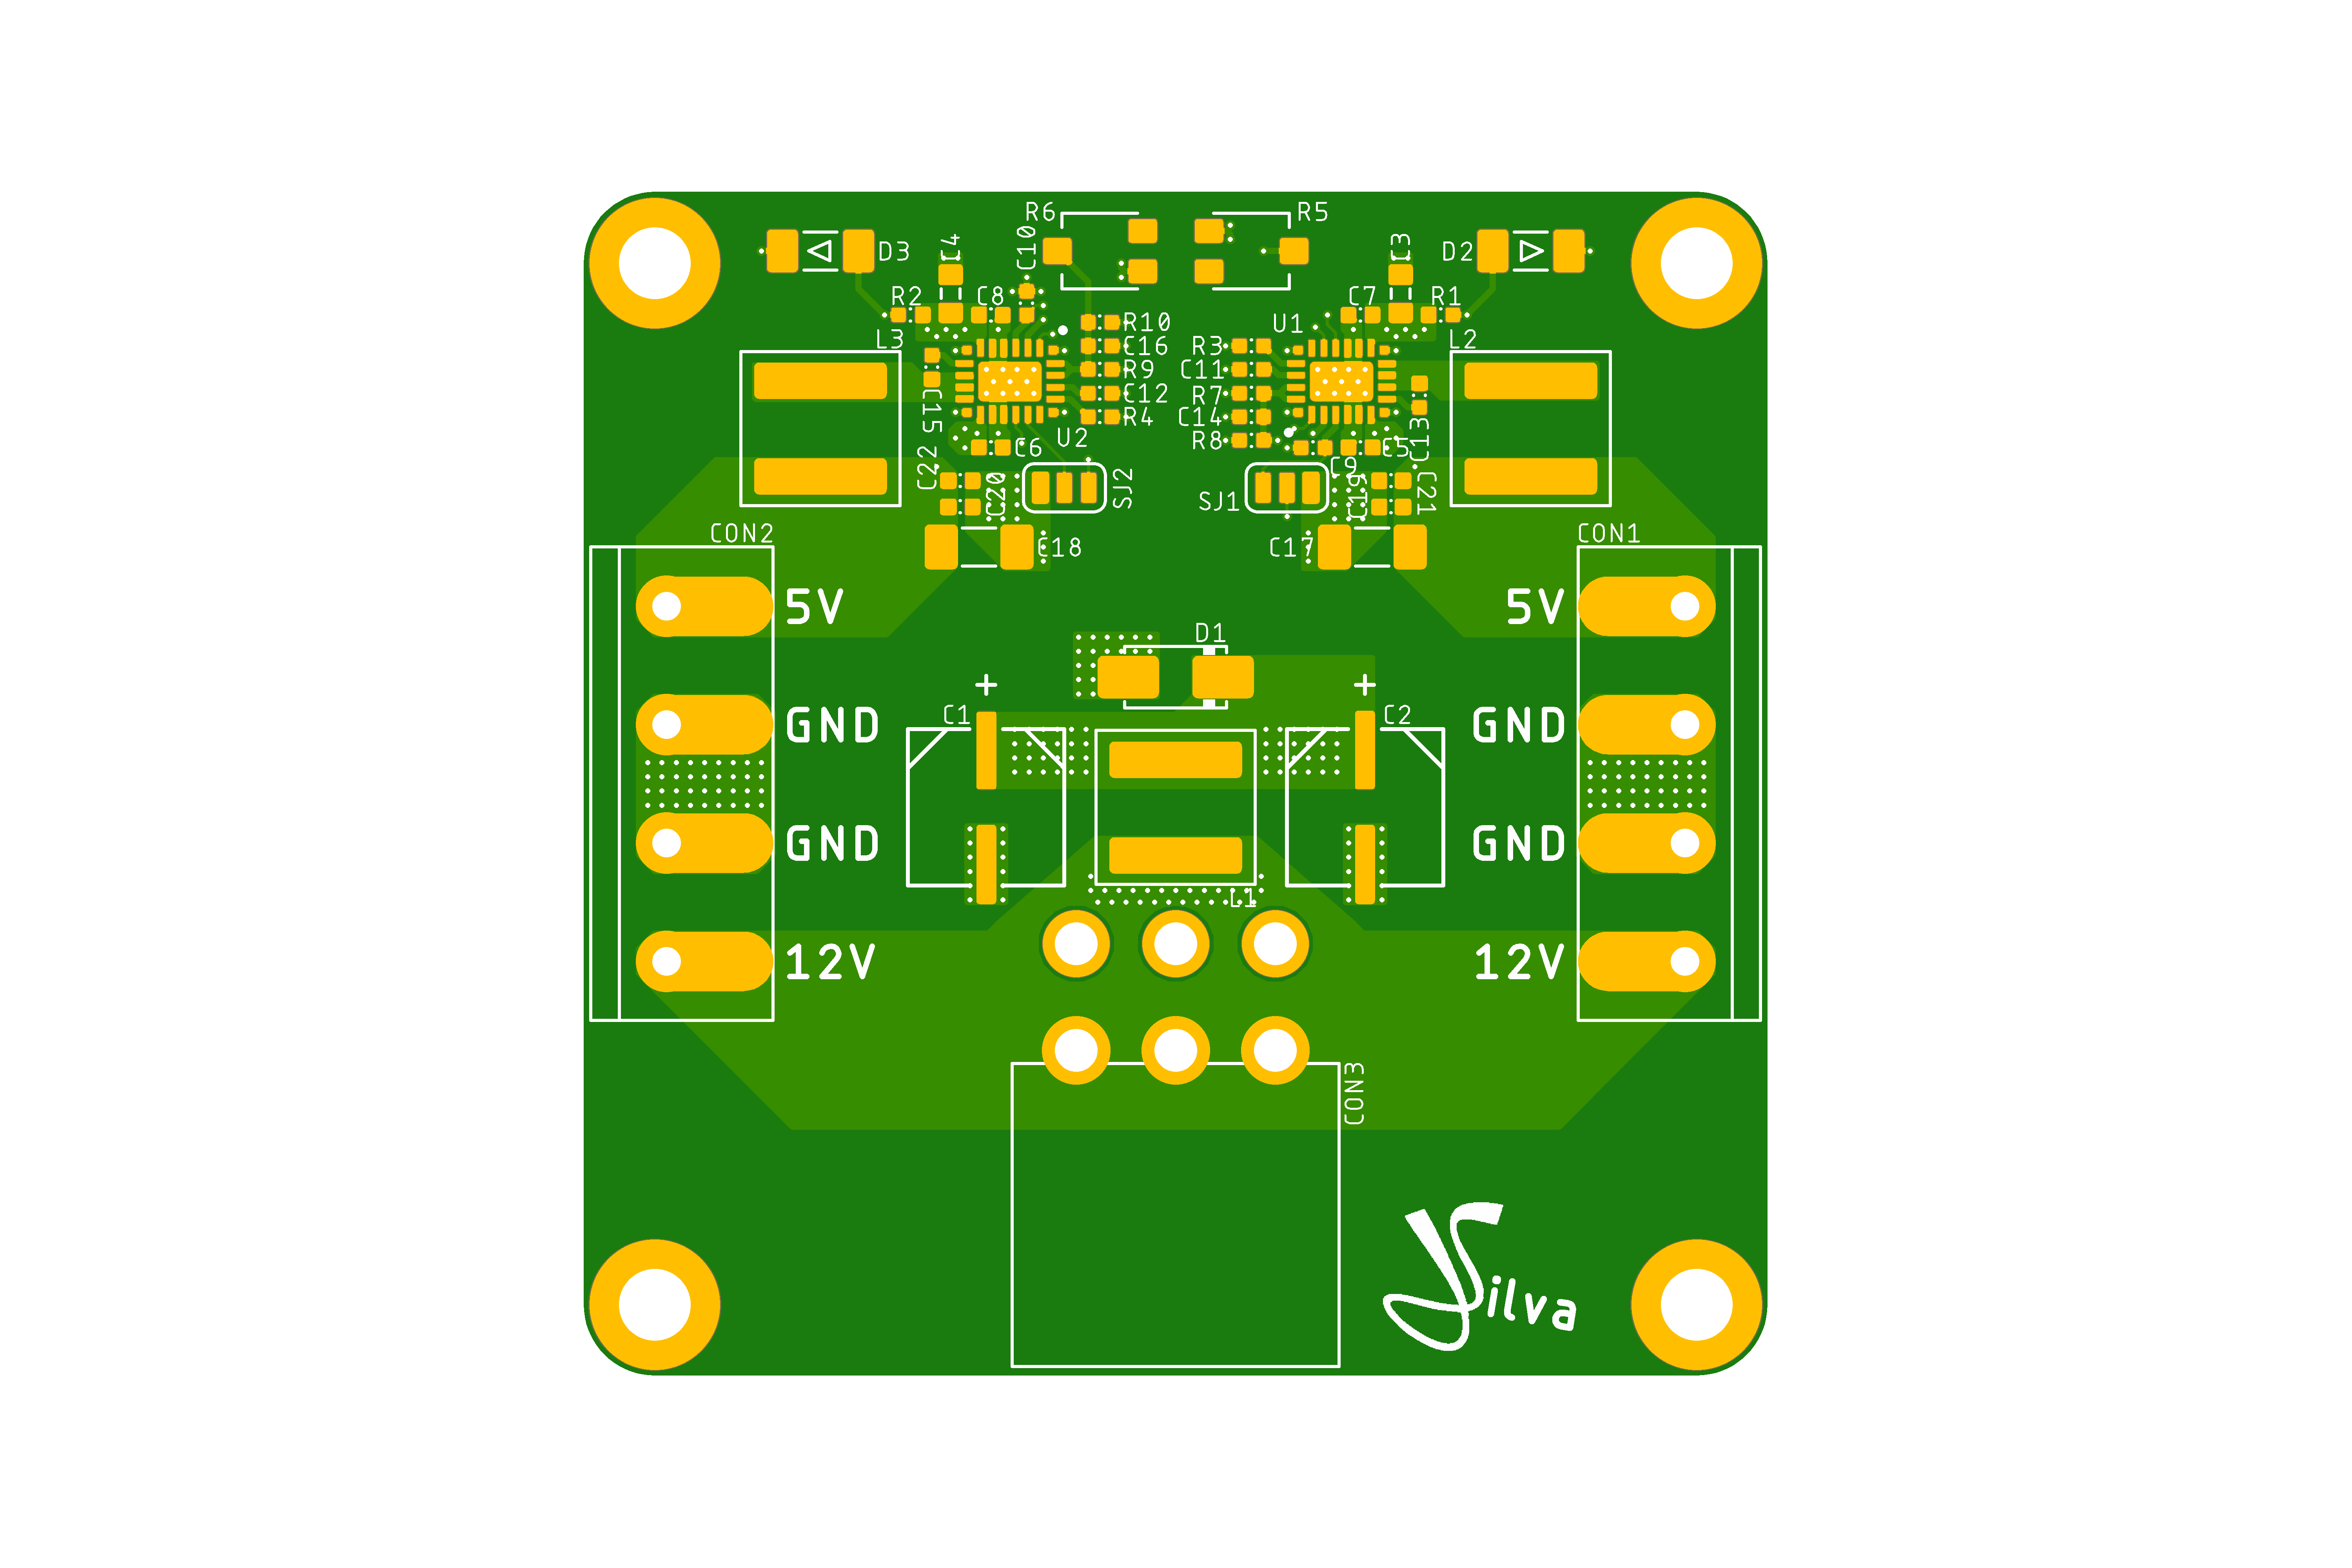 R6
R5
D3
C4
C10
C3
D2
R2
C8
C7
R1
L3
R10
U1
L2
C16
R3
R9
C11
C15
C12
R7
R4
C14
U2
R8
C6
C5
C13
C22
C9
C20
SJ2
SJ1
C19
C21
CON2
CON1
C18
C17
5V
5V
D1
+
+
C1
C2
GND
GND
GND
GND
L1
12V
12V
CON3
Silva